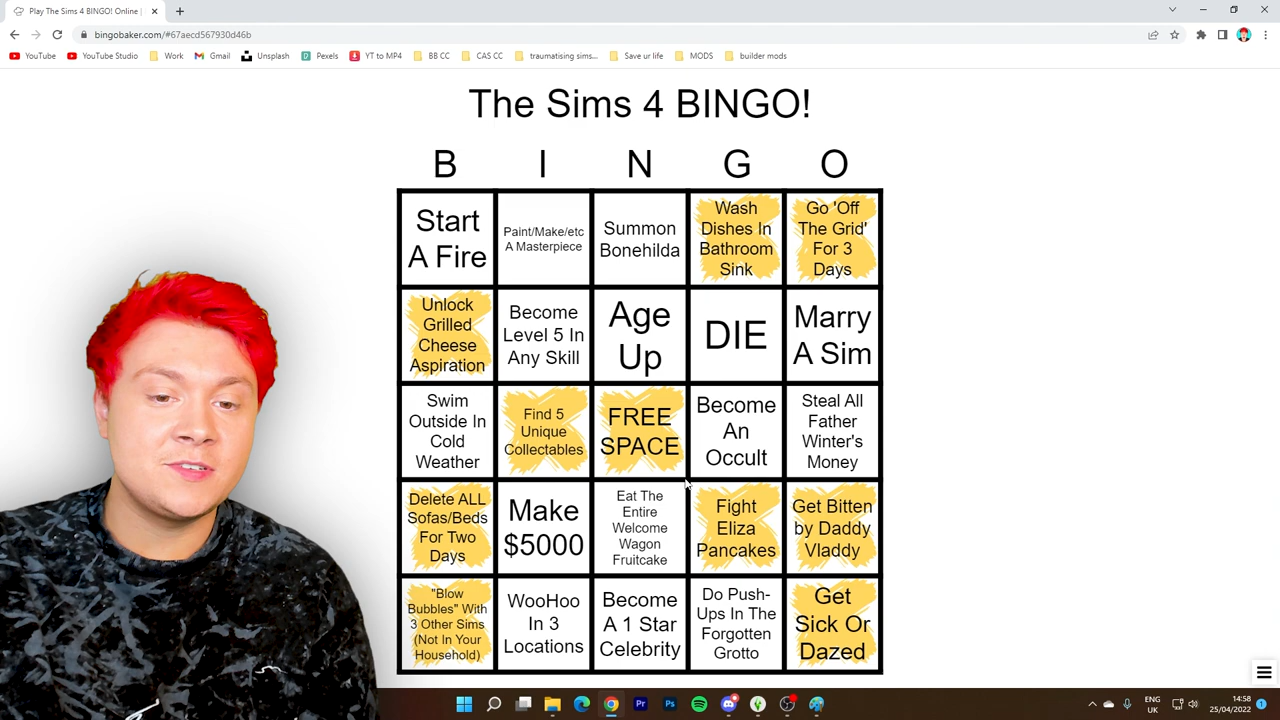 Play The Sims 4 BINGO! Online |
bingobaker.com/#67aecd567930d46b
YouTube YouTube Studio Work Gmail Unsplash Pexels YT to MP4 BB CC CAS CC traumatising sims... Save ur life MODS builder mods
The Sims 4 BINGO!
B I N G O
Start
A Fire
Paint/Make/etc
A Masterpiece
Summon
Bonehilda
Wash
Dishes In
Bathroom
Sink
Go 'Off
The Grid'
For 3
Days
Unlock
Grilled
Cheese
Aspiration
Become
Level 5 In
Any Skill
Age
Up
DIE
Marry
A Sim
Swim
Outside In
Cold
Weather
Find 5
Unique
Collectables
FREE
SPACE
Become
An
Occult
Steal All
Father
Winter's
Money
Delete ALL
Sofas/Beds
For Two
Days
Make
$5000
Eat The
Entire
Welcome
Wagon
Fruitcake
Fight
Eliza
Pancakes
Get Bitten
by Daddy
Vladdy
"Blow
Bubbles" With
3 Other Sims
(Not In Your
Household)
WooHoo
In 3
Locations
Become
A 1 Star
Celebrity
Do Push-
Ups In The
Forgotten
Grotto
Get
Sick Or
Dazed
ENG
UK
14:58
25/04/2022